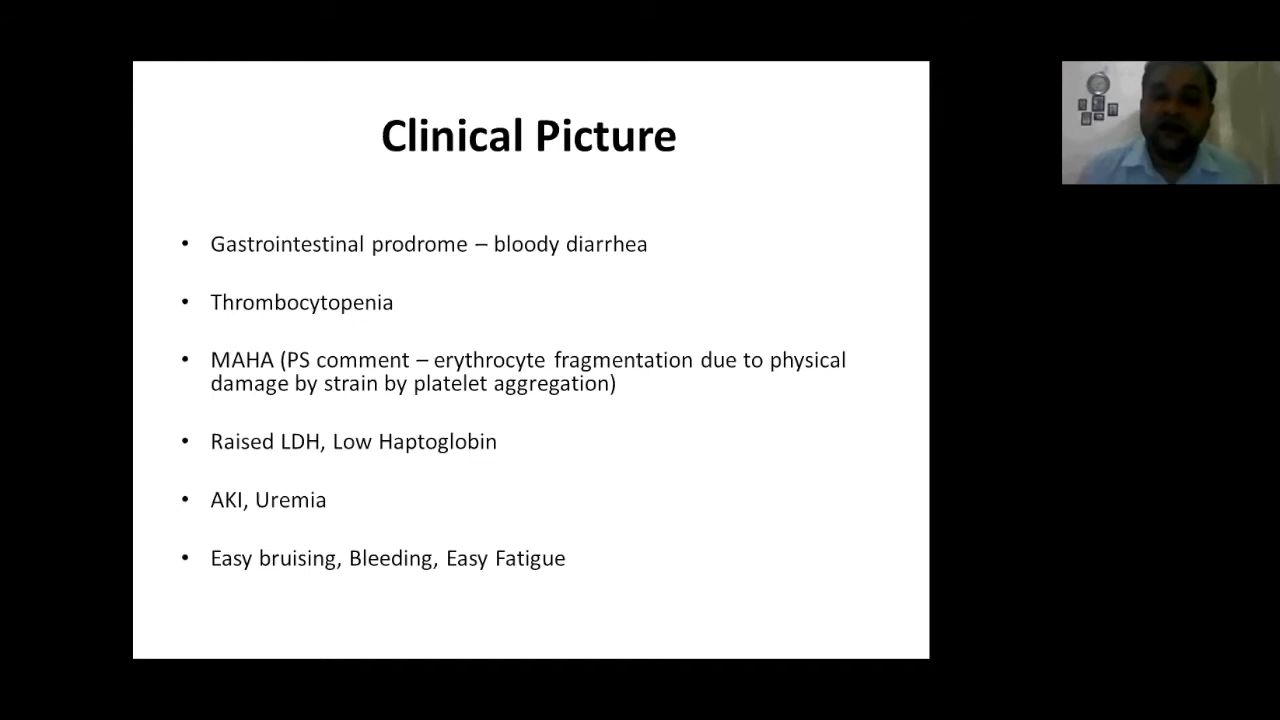 Clinical Picture
• Gastrointestinal prodrome – bloody diarrhea
• Thrombocytopenia
• MAHA (PS comment – erythrocyte fragmentation due to physical
damage by strain by platelet aggregation)
• Raised LDH, Low Haptoglobin
• AKI, Uremia
• Easy bruising, Bleeding, Easy Fatigue